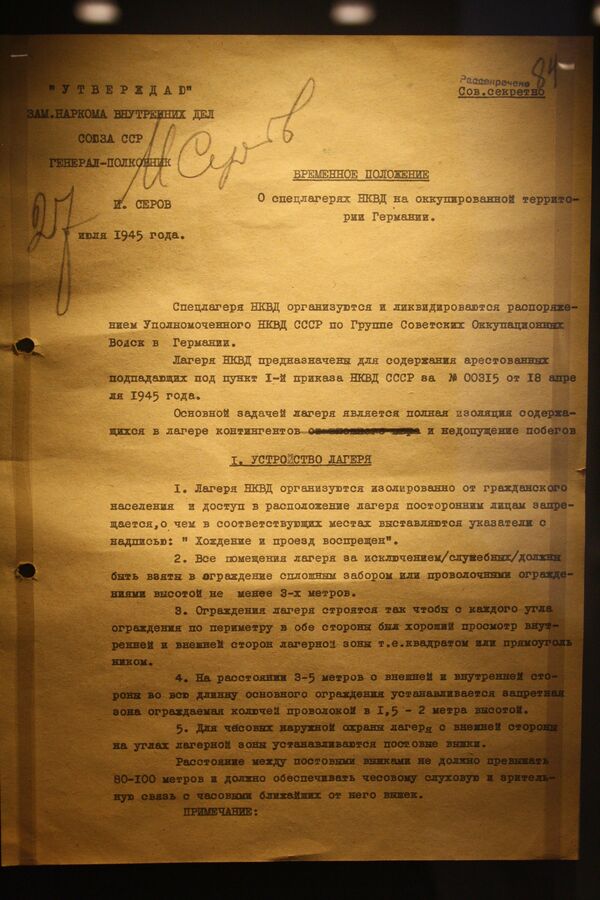 Рассекречено
84
Сов.секретно
"УТВЕРЖДАЮ"
ЗАМ.НАРКОМА ВНУТРЕННИХ ДЕЛ
СОЮЗА ССР
ГЕНЕРАЛ-ПОЛКОВНИК
И Серов
И. СЕРОВ
27
июля 1945 года.
ВРЕМЕННОЕ ПОЛОЖЕНИЕ
О спецлагерях НКВД на оккупированной террито-
рии Германии.
Спецлагеря НКВД организуются и ликвидироваются распоряже-
нием Уполномоченного НКВД СССР по Группе Советских Оккупационных
Войск в Германии.
Лагеря НКВД предназначены для содержания арестованных
подпадающих под пункт I-й приказа НКВД СССР за № 00315 от 18 апре
ля 1945 года.
Основной задачей лагеря является полная изоляция содержа-
щихся в лагере контингентов и недопущение побегов
I. УСТРОЙСТВО ЛАГЕРЯ
I. Лагеря НКВД организуются изолированно от гражданского
населения и доступ в расположение лагеря посторонним лицам запре-
щается,о чем в соответствующих местах выставляются указатели с
надписью: " Хождение и проезд воспрещен".
2. Все помещения лагеря за исключением/служебных/должны
быть взяты в ограждение сплошным забором или проволочными огражде-
ниями высотой не менее 3-х метров.
3. Ограждения лагеря строятся так чтобы с каждого угла
ограждения по периметру в обе стороны был хороший просмотр внут-
ренней и внешней сторон лагерной зоны т.е.квадратом или прямоуголь
ником.
4. На расстоянии 3-5 метров с внешней и внутренней сто-
роны во всю длинну основного ограждения устанавливается запретная
зона ограждаемая колючей проволокой в I,5 - 2 метра высотой.
5. Для часовых наружной охраны лагеря с внешней стороны
на углах лагерной зоны устанавливаются постовые вышки.
Расстояние между постовыми вышками не должно превышать
80-100 метров и должно обеспечивать часовому слуховую и зритель-
ную связь с часовыми ближайших от него вышек.
ПРИМЕЧАНИЕ: